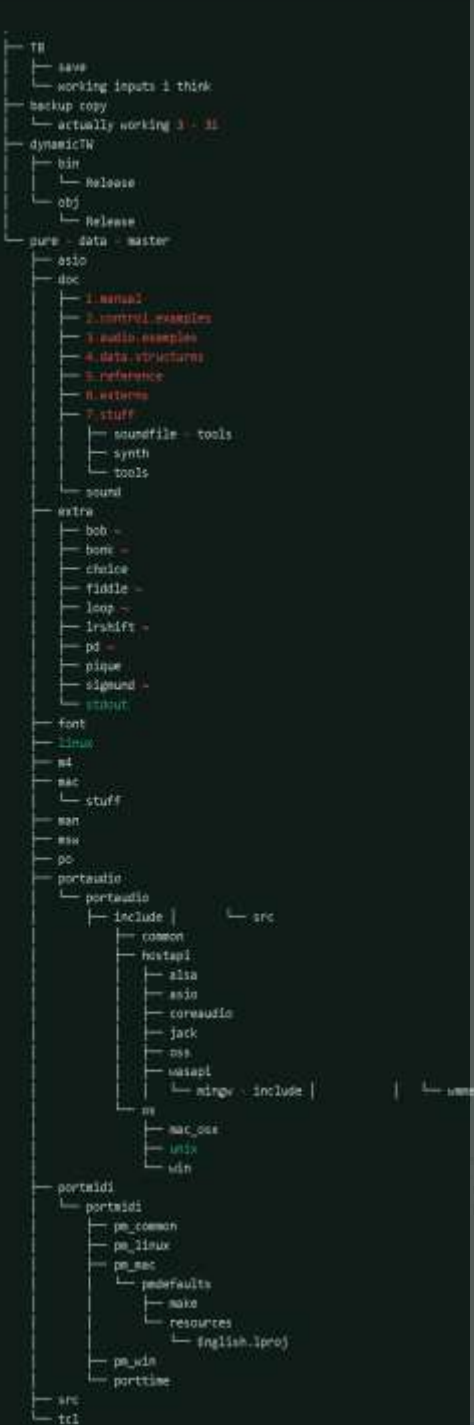 .
├── TB
│   ├── save
│   └── working inputs i think
├── backup copy
│   └── actually working 3 - 31
├── dynamicTW
│   ├── bin
│   │   └── Release
│   └── obj
│       └── Release
└── pure - data - master
    ├── asio
    ├── doc
    │   ├── 1.manual
    │   ├── 2.control.examples
    │   ├── 3.audio.examples
    │   ├── 4.data.structures
    │   ├── 5.reference
    │   ├── 6.externs
    │   ├── 7.stuff
    │   │   ├── soundfile - tools
    │   │   ├── synth
    │   │   └── tools
    │   └── sound
    ├── extra
    │   ├── bob ~
    │   ├── bonk ~
    │   ├── choice
    │   ├── fiddle ~
    │   ├── loop ~
    │   ├── lrshift ~
    │   ├── pd ~
    │   ├── pique
    │   ├── sigmund ~
    │   └── stdout
    ├── font
    ├── linux
    ├── m4
    ├── mac
    │   └── stuff
    ├── man
    ├── msw
    ├── po
    ├── portaudio
    │   └── portaudio
    │       ├── include │       └── src
    │           ├── common
    │           ├── hostapi
    │           │   ├── alsa
    │           │   ├── asio
    │           │   ├── coreaudio
    │           │   ├── jack
    │           │   ├── oss
    │           │   ├── wasapi
    │           │   │   └── mingw - include │           │   └── wmme
    │           └── os
    │               ├── mac_osx
    │               ├── unix
    │               └── win
    ├── portmidi
    │   └── portmidi
    │       ├── pm_common
    │       ├── pm_linux
    │       ├── pm_mac
    │       │   └── pmdefaults
    │       │       ├── make
    │       │       └── resources
    │       │           └── English.lproj
    │       ├── pm_win
    │       └── porttime
    ├── src
    └── tcl